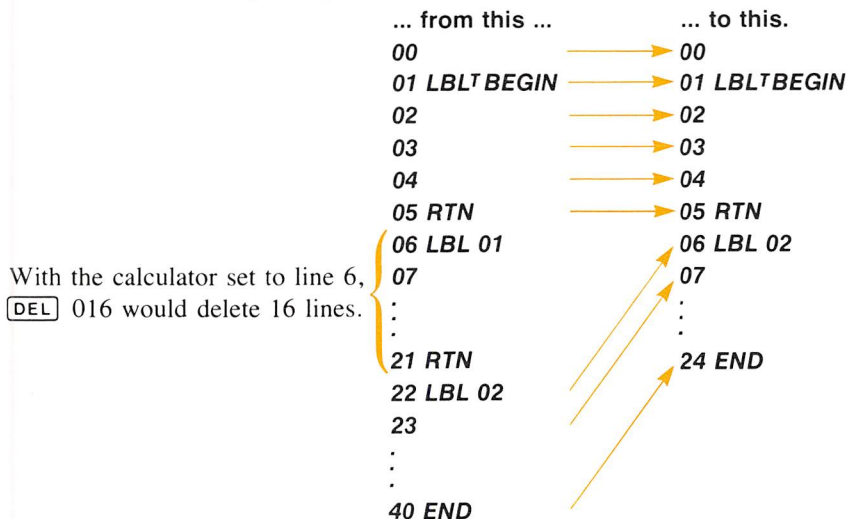 ... from this ... ... to this.
00 00
01 LBLᵀBEGIN 01 LBLᵀBEGIN
02 02
03 03
04 04
05 RTN 05 RTN
06 LBL 01 06 LBL 02
With the calculator set to line 6, 07 07
DEL 016 would delete 16 lines. . .
. .
. .
21 RTN 24 END
22 LBL 02
23
.
.
.
40 END